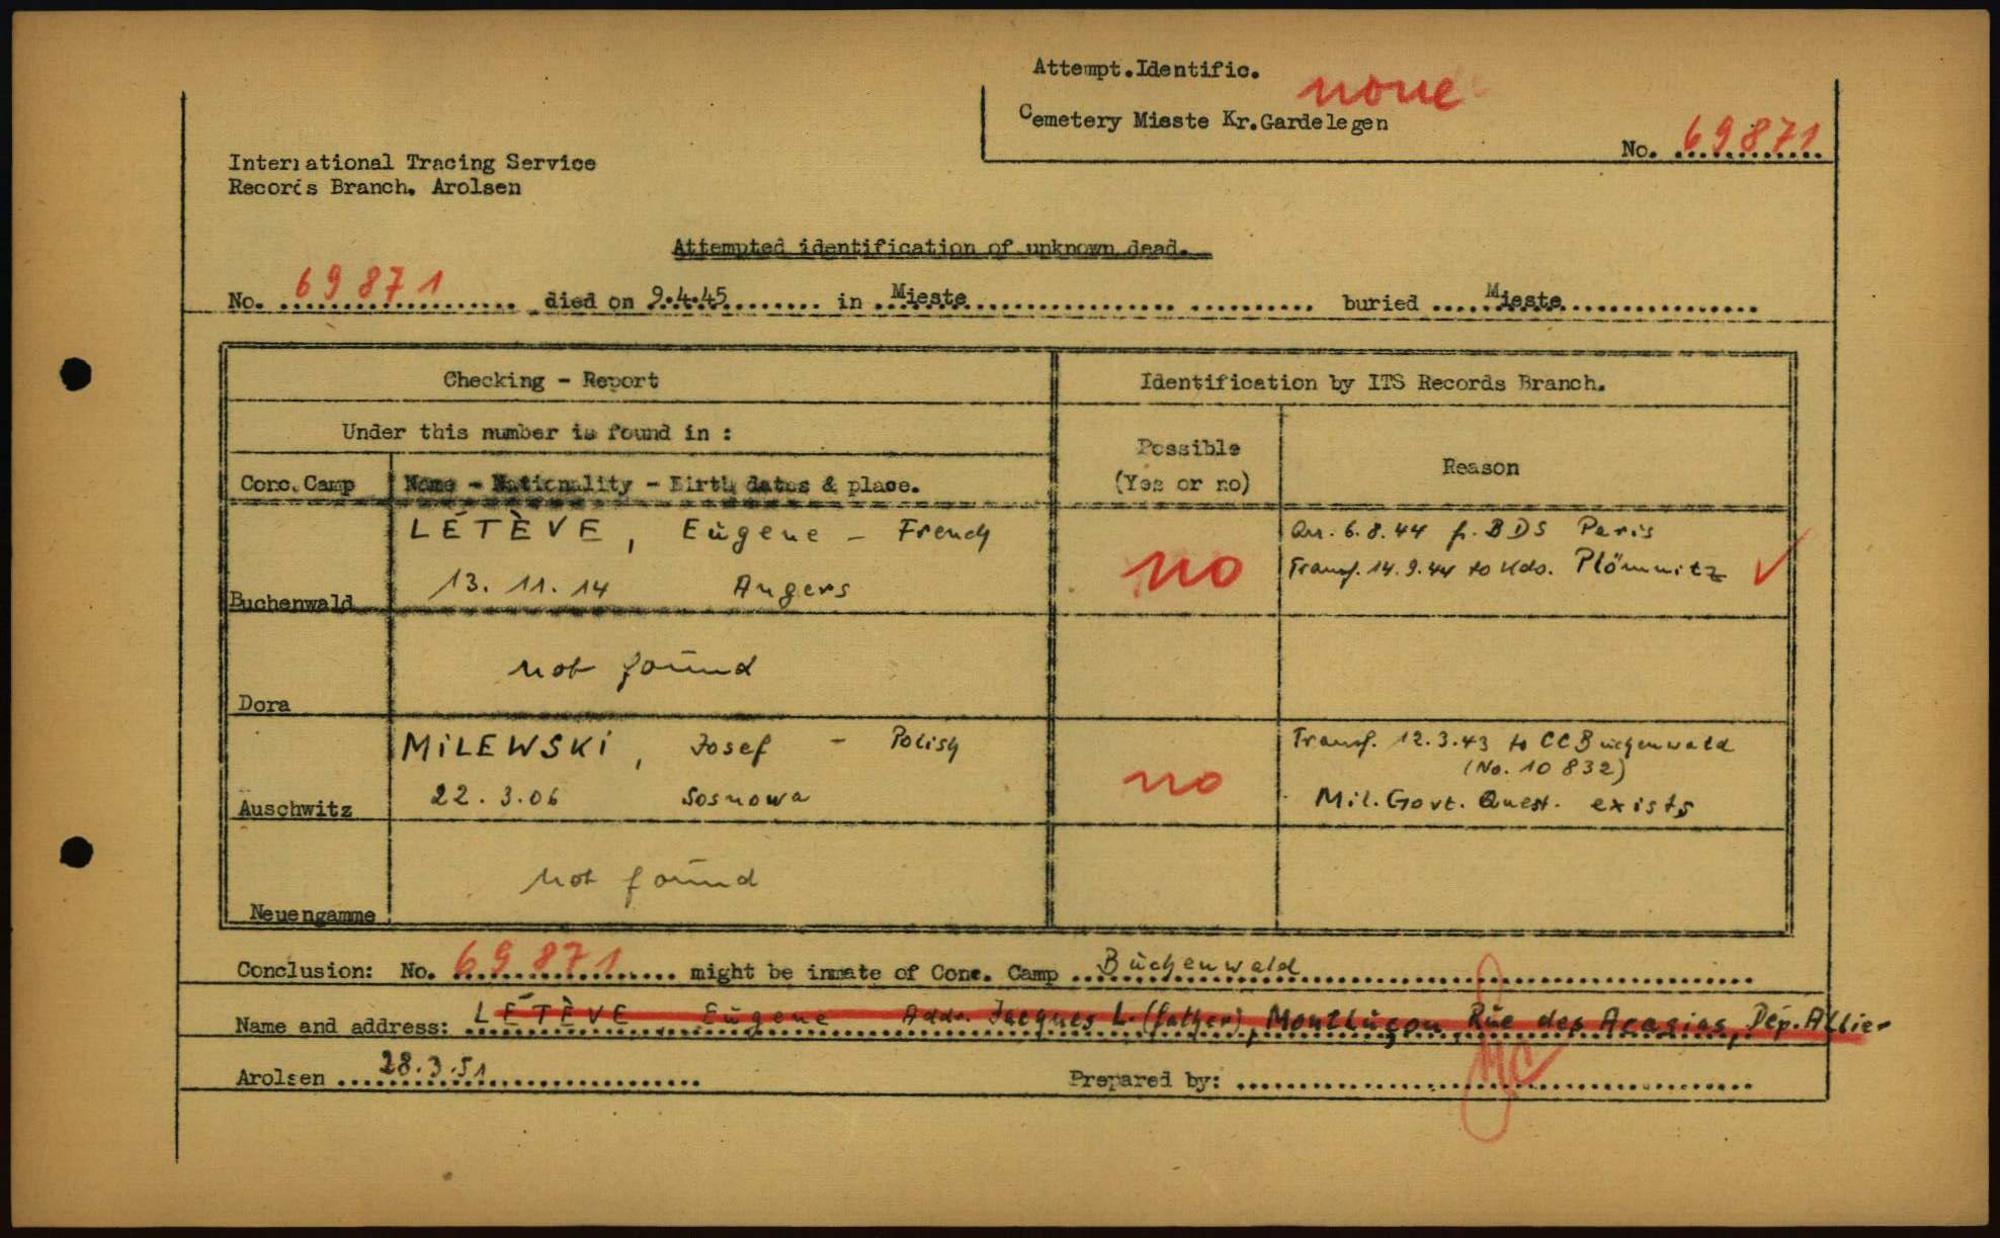 Attempt.Identific.
none
Cemetery Mieste Kr.Gardelegen
No. 69871
International Tracing Service
Records Branch. Arolsen
Attempted identification of unknown dead.
No. 69871 died on 9.4.45 in Mieste buried Mieste
Checking - Report
Identification by ITS Records Branch.
Under this number is found in :
Possible
(Yes or no)
Reason
Conc. Camp
Name - Nationality - Birth dates & place.
LÉTÈVE, Eugene - French
13. 11. 14 Angers
Buchenwald
no
Arr. 6.8.44 f. BDS Paris
Transf. 14.9.44 to Kdo. Plömnitz ✓
not found
Dora
MILEWSKI, Josef - Polish
22. 3. 06 Sosnowa
Auschwitz
no
Transf. 12.3.43 to CC Buchenwald
(No. 10 832)
Mil. Govt. Quest. exists
not found
Neuengamme
Conclusion: No. 69871 might be inmate of Conc. Camp Buchenwald
Name and address: LÉTÈVE Eugene Addr. Jacques L. (father), Montluçon, Rue des Acasias, Dép. Allier
Arolsen 28.3.51
Prepared by: